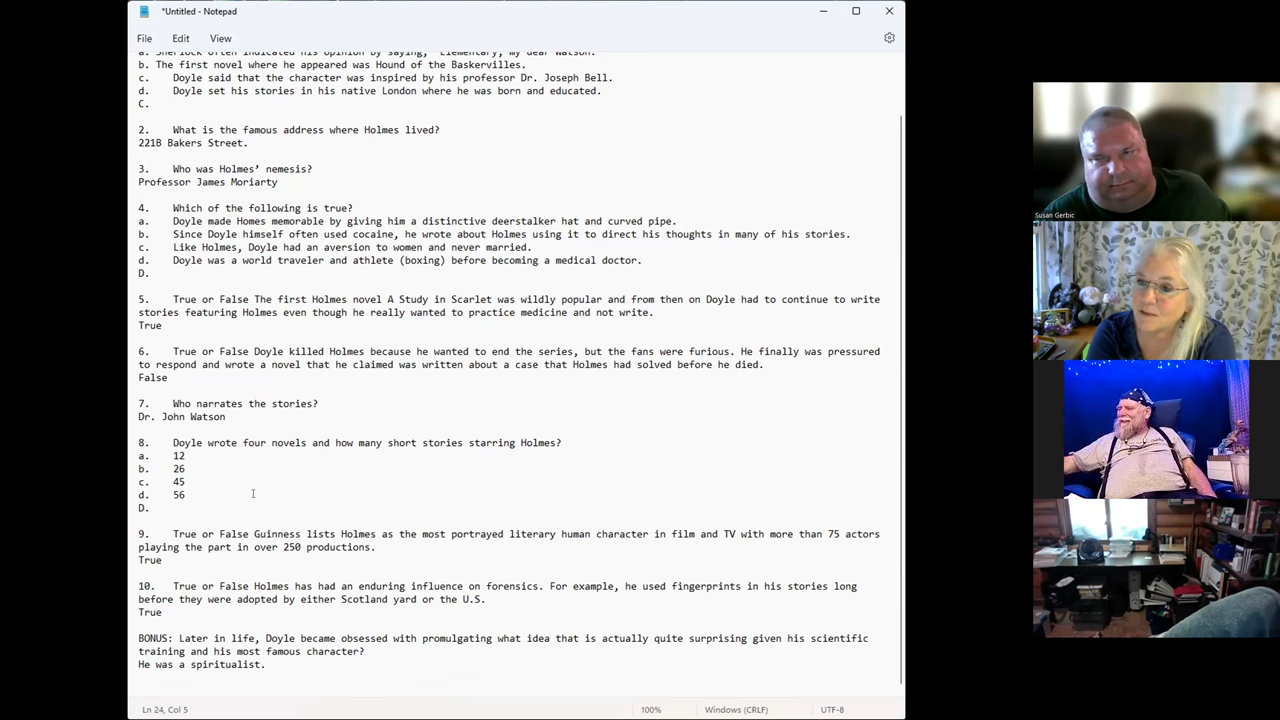 *Untitled - Notepad
File Edit View
a. Sherlock often indicated his opinion by saying, "Elementary, my dear Watson."
b. The first novel where he appeared was Hound of the Baskervilles.
c. Doyle said that the character was inspired by his professor Dr. Joseph Bell.
d. Doyle set his stories in his native London where he was born and educated.
C.
2. What is the famous address where Holmes lived?
221B Bakers Street.
3. Who was Holmes’ nemesis?
Professor James Moriarty
4. Which of the following is true?
a. Doyle made Homes memorable by giving him a distinctive deerstalker hat and curved pipe.
b. Since Doyle himself often used cocaine, he wrote about Holmes using it to direct his thoughts in many of his stories.
c. Like Holmes, Doyle had an aversion to women and never married.
d. Doyle was a world traveler and athlete (boxing) before becoming a medical doctor.
D.
5. True or False The first Holmes novel A Study in Scarlet was wildly popular and from then on Doyle had to continue to write
stories featuring Holmes even though he really wanted to practice medicine and not write.
True
6. True or False Doyle killed Holmes because he wanted to end the series, but the fans were furious. He finally was pressured
to respond and wrote a novel that he claimed was written about a case that Holmes had solved before he died.
False
7. Who narrates the stories?
Dr. John Watson
8. Doyle wrote four novels and how many short stories starring Holmes?
a. 12
b. 26
c. 45
d. 56
D.
9. True or False Guinness lists Holmes as the most portrayed literary human character in film and TV with more than 75 actors
playing the part in over 250 productions.
True
10. True or False Holmes has had an enduring influence on forensics. For example, he used fingerprints in his stories long
before they were adopted by either Scotland yard or the U.S.
True
BONUS: Later in life, Doyle became obsessed with promulgating what idea that is actually quite surprising given his scientific
training and his most famous character?
He was a spiritualist.
Ln 24, Col 5 100% Windows (CRLF) UTF-8
Susan Gerbic